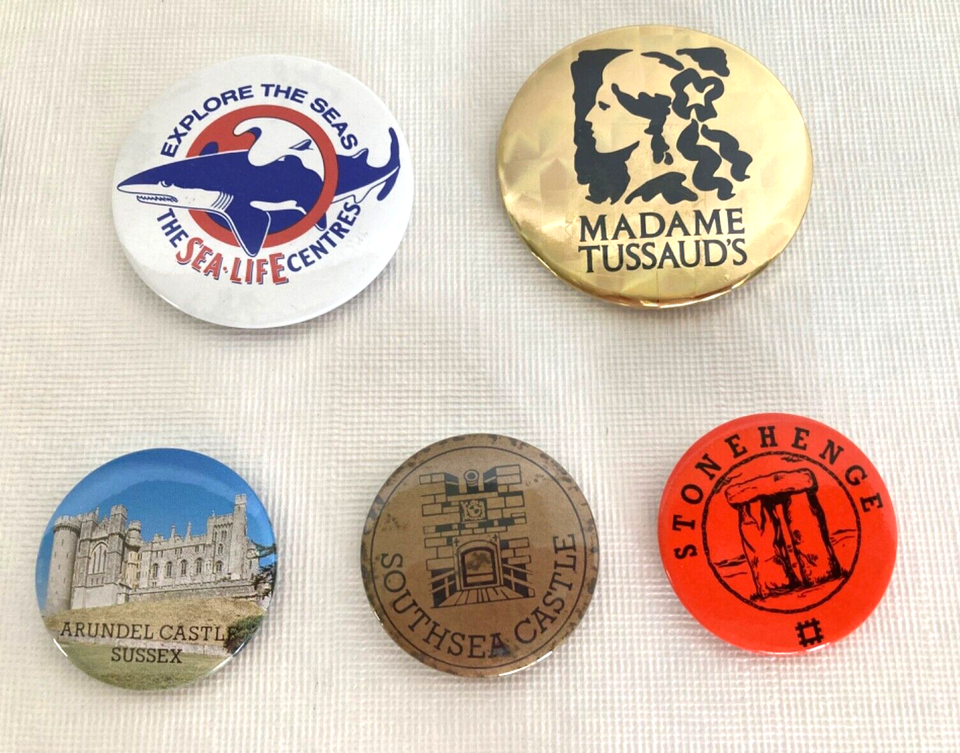 EXPLORE THE SEAS
THE SEA·LIFE CENTRES
MADAME
TUSSAUD'S
ARUNDEL CASTLE
SUSSEX
SOUTHSEA CASTLE
STONEHENGE